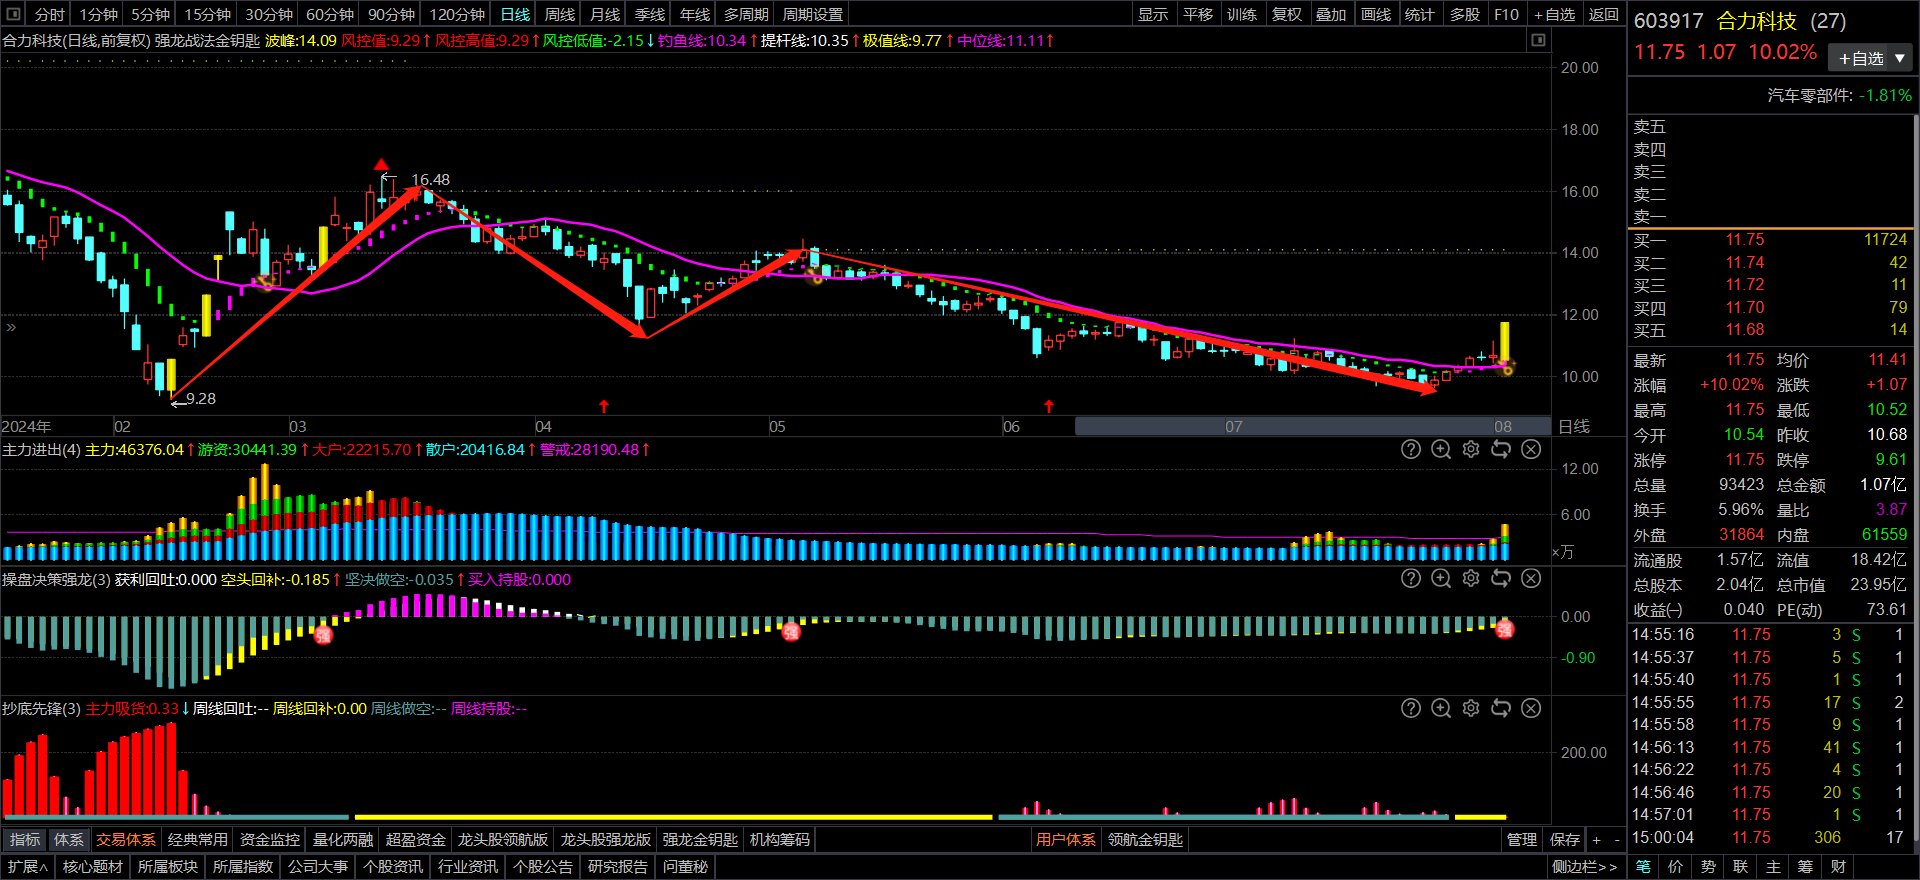 分时 1分钟 5分钟 15分钟 30分钟 60分钟 90分钟 120分钟 日线 周线 月线 季线 年线 多周期 周期设置 显示 平移 训练 复权 叠加 画线 统计 多股 F10 +自选 返回
合力科技(日线,前复权) 强龙战法金钥匙 波峰:14.09 风控值:9.29↑ 风控高值:9.29↑ 风控低值:-2.15↓ 钓鱼线:10.34↑ 提杆线:10.35↑ 极值线:9.77↑ 中位线:11.11↑
20.00
18.00
16.48
16.00
14.00
12.00
»
10.00
9.28
2024年 02 03 04 05 06 07 08 日线
主力进出(4) 主力:46376.04↑ 游资:30441.39↑ 大户:22215.70↑ 散户:20416.84↑ 警戒:28190.48↑
12.00
6.00
×万
操盘决策强龙(3) 获利回吐:0.000 空头回补:-0.185↑ 坚决做空:-0.035↑ 买入持股:0.000
0.00
强 强 强
-0.90
抄底先锋(3) 主力吸货:0.33↓ 周线回吐:-- 周线回补:0.00 周线做空:-- 周线持股:--
200.00
指标 体系 交易体系 经典常用 资金监控 量化两融 超盈资金 龙头股领航版 龙头股强龙版 强龙金钥匙 机构筹码 用户体系 领航金钥匙 管理 保存 + -
扩展∧ 核心题材 所属板块 所属指数 公司大事 个股资讯 行业资讯 个股公告 研究报告 问董秘 侧边栏>>
603917 合力科技 (27)
11.75 1.07 10.02% +自选 ▼
汽车零部件: -1.81%
卖五
卖四
卖三
卖二
卖一
买一 11.75 11724
买二 11.74 42
买三 11.72 11
买四 11.70 79
买五 11.68 14
最新 11.75 均价 11.41
涨幅 +10.02% 涨跌 +1.07
最高 11.75 最低 10.52
今开 10.54 昨收 10.68
涨停 11.75 跌停 9.61
总量 93423 总金额 1.07亿
换手 5.96% 量比 3.87
外盘 31864 内盘 61559
流通股 1.57亿 流值 18.42亿
总股本 2.04亿 总市值 23.95亿
收益㈠ 0.040 PE(动) 73.61
14:55:16 11.75 3 S 1
14:55:37 11.75 5 S 1
14:55:40 11.75 1 S 1
14:55:55 11.75 17 S 2
14:55:58 11.75 9 S 1
14:56:13 11.75 41 S 1
14:56:22 11.75 4 S 1
14:56:46 11.75 20 S 1
14:57:01 11.75 1 S 1
15:00:04 11.75 306 17
笔 价 势 联 主 筹 财